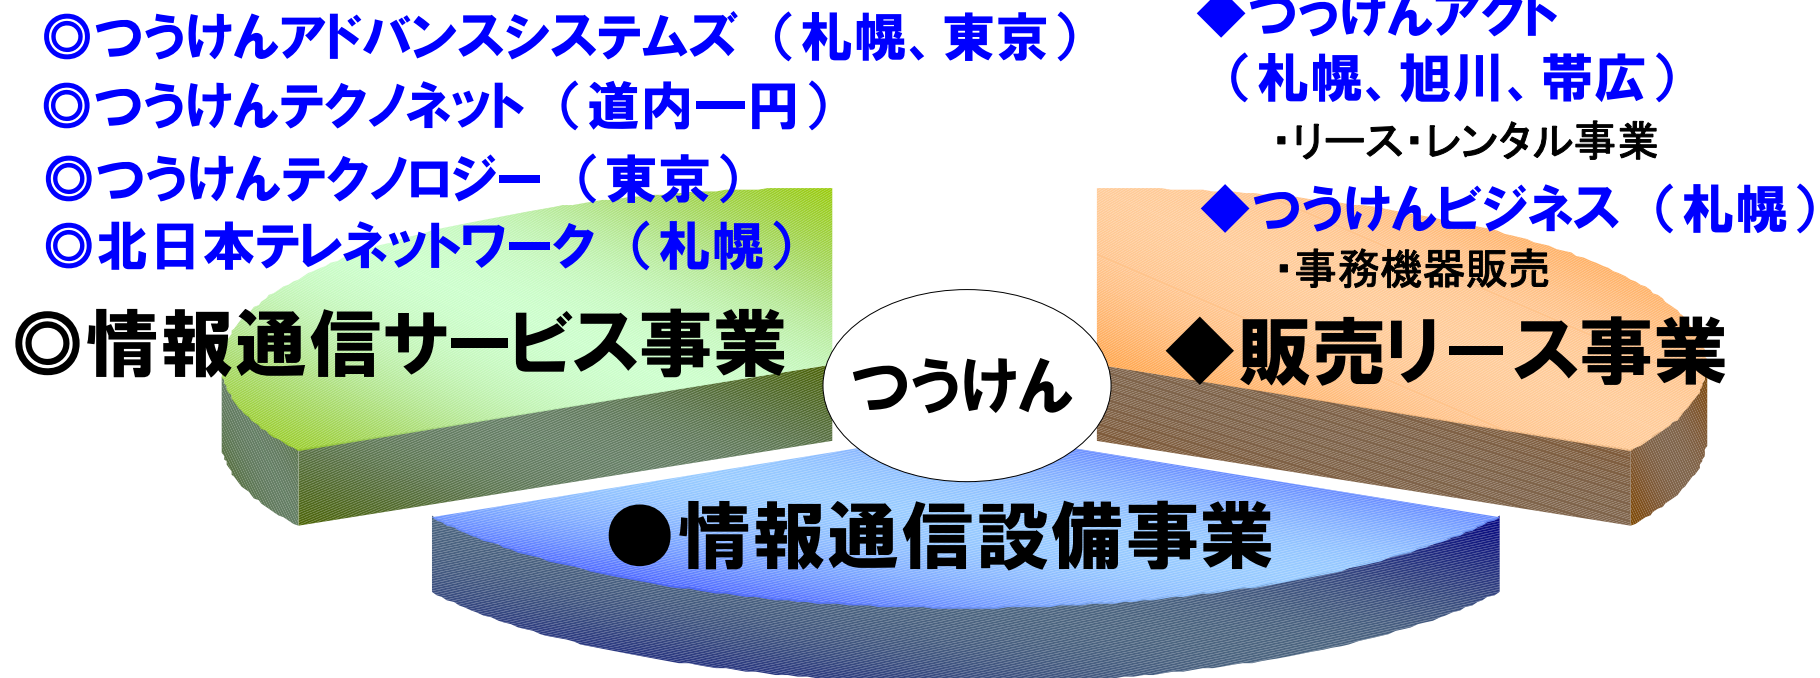 ◎つうけんアドバンスシステムズ（札幌、東京）
◎つうけんテクノネット（道内一円）
◎つうけんテクノロジー（東京）
◎北日本テレネットワーク（札幌）
◎情報通信サービス事業
◆つうけんアクト
（札幌、旭川、帯広）
・リース・レンタル事業
◆つうけんビジネス（札幌）
・事務機器販売
◆販売リース事業
つうけん
●情報通信設備事業